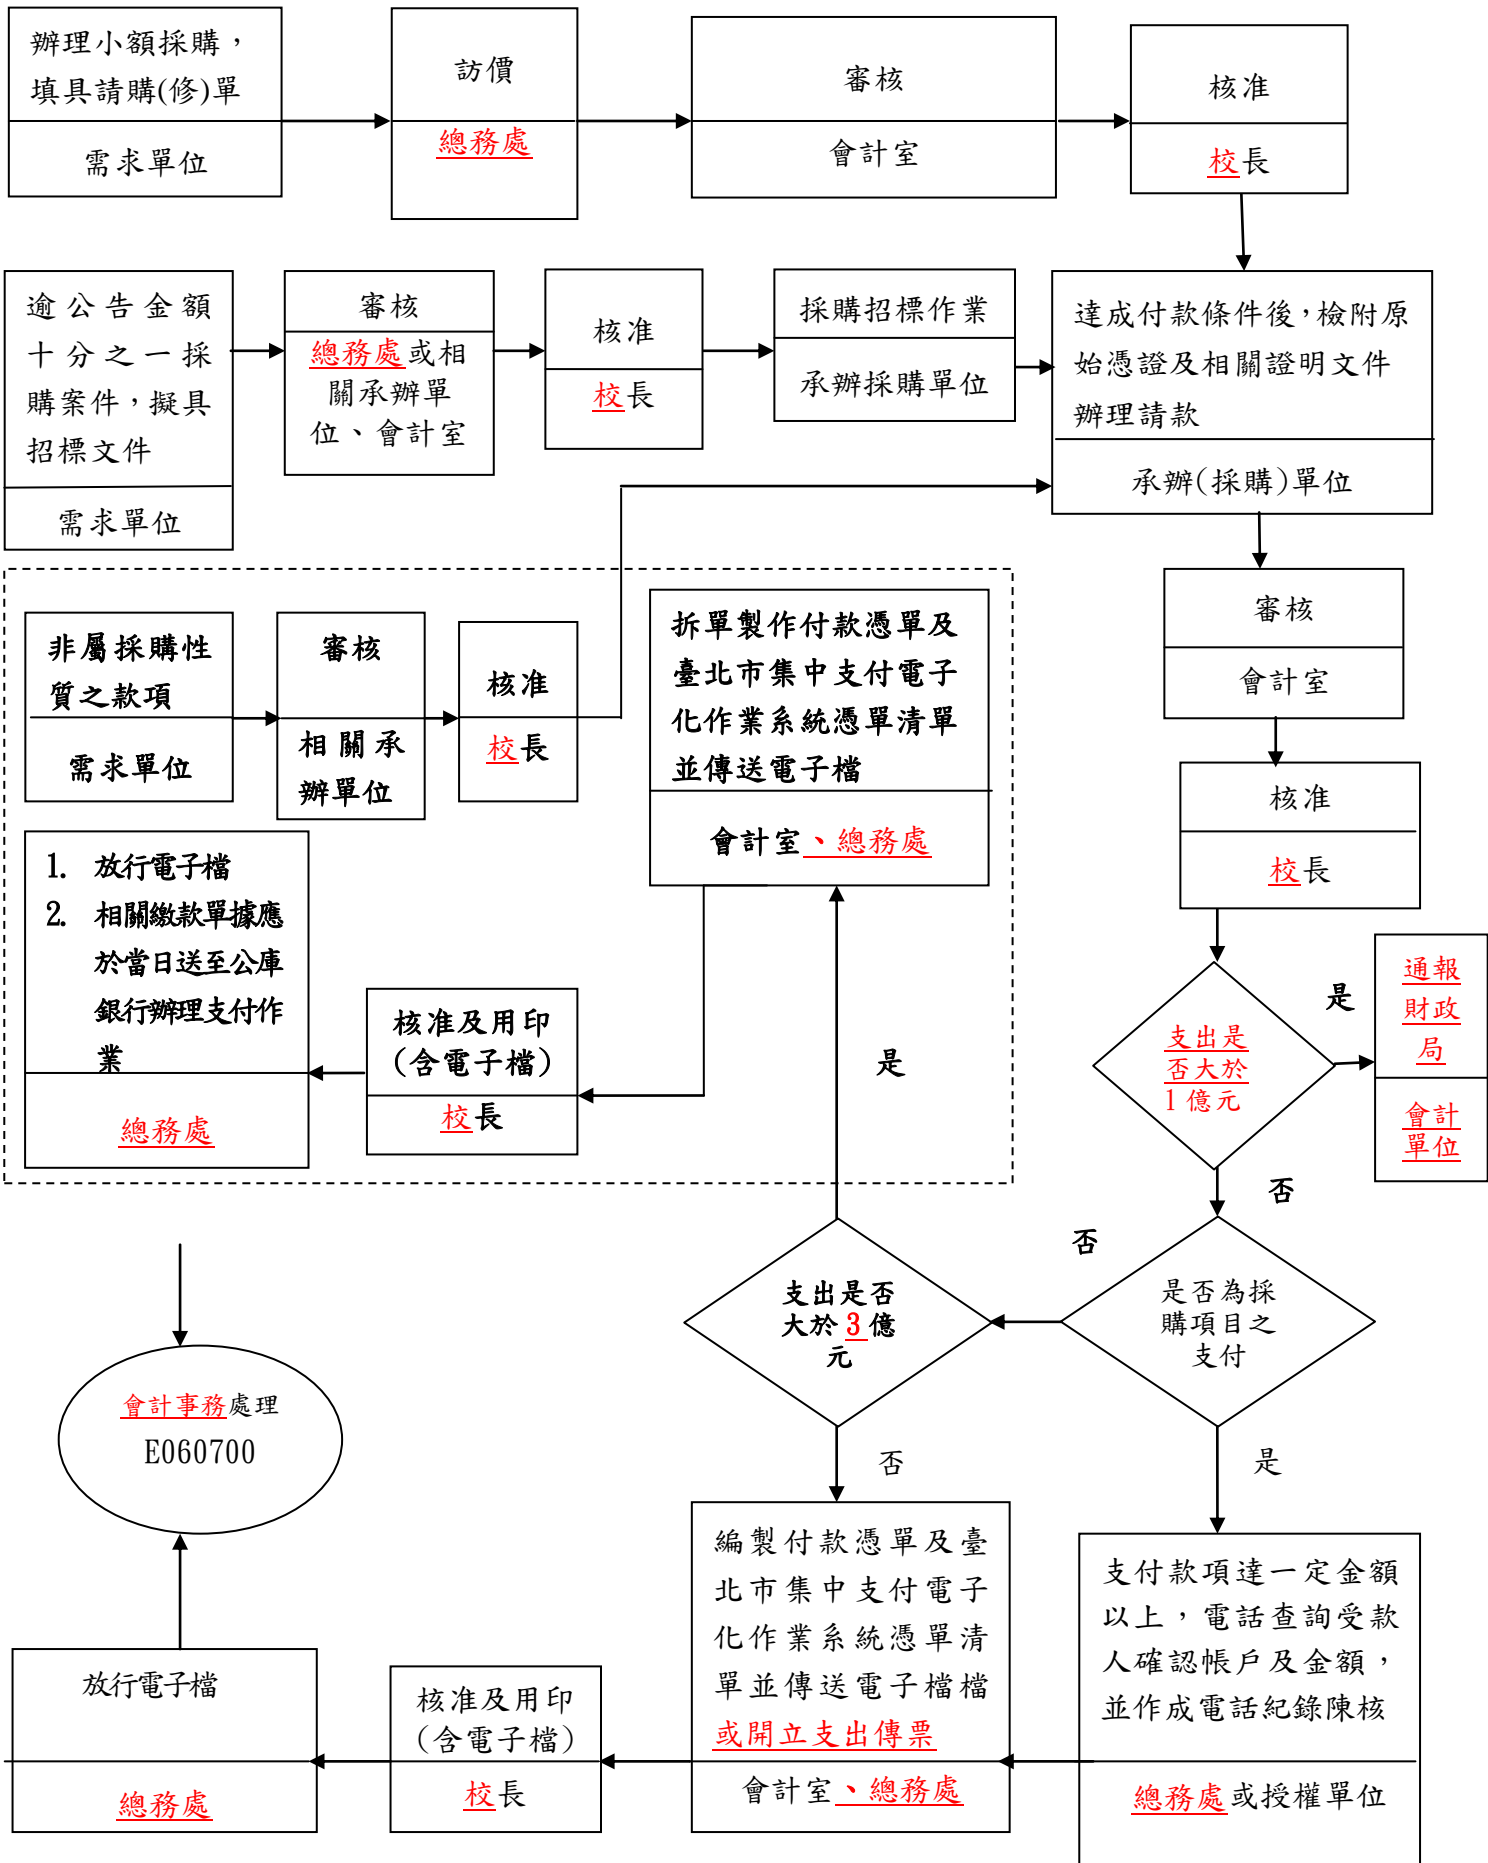 辦理小額採購，
填具請購(修)單
需求單位
訪價
總務處
審核
會計室
核准
校長
逾公告金額
十分之一採
購案件，擬具
招標文件
需求單位
審核
總務處或相
關承辦單
位、會計室
核准
校長
採購招標作業
承辦採購單位
達成付款條件後，檢附原
始憑證及相關證明文件
辦理請款
承辦(採購)單位
非屬採購性
質之款項
需求單位
審核
相關承
辦單位
核准
校長
拆單製作付款憑單及
臺北市集中支付電子
化作業系統憑單清單
並傳送電子檔
會計室、總務處
審核
會計室
核准
校長
1. 放行電子檔
2. 相關繳款單據應
於當日送至公庫
銀行辦理支付作
業
總務處
核准及用印
(含電子檔)
校長
是
支出是
否大於
1億元
是
通報
財政
局
會計
單位
否
否
支出是否
大於3億
元
是否為採
購項目之
支付
會計事務處理
E060700
否
是
編製付款憑單及臺
北市集中支付電子
化作業系統憑單清
單並傳送電子檔檔
或開立支出傳票
會計室、總務處
支付款項達一定金額
以上，電話查詢受款
人確認帳戶及金額，
並作成電話紀錄陳核
總務處或授權單位
放行電子檔
總務處
核准及用印
(含電子檔)
校長